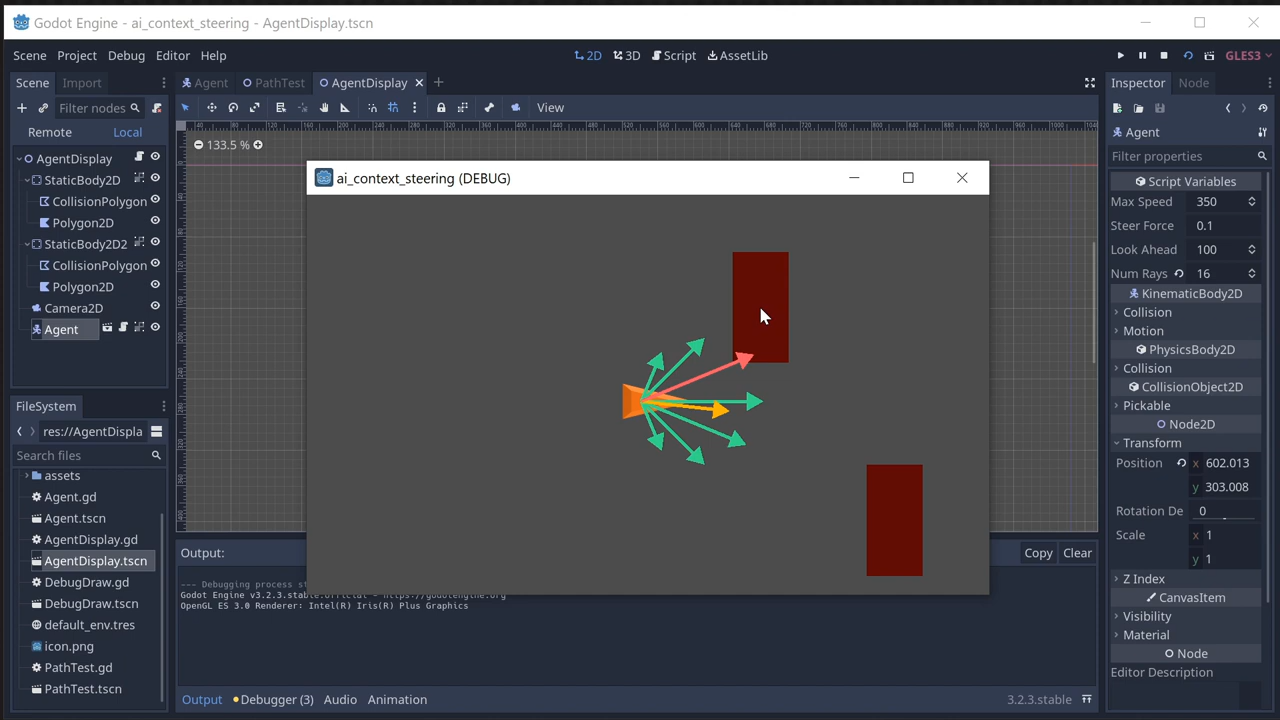 Godot Engine - ai_context_steering - AgentDisplay.tscn
Scene Project Debug Editor Help
2D 3D Script AssetLib
GLES3
Scene Import
Agent PathTest AgentDisplay
Inspector Node
Filter nodes
View
Remote Local
133.5 %
Agent
Filter properties
AgentDisplay
StaticBody2D
CollisionPolygon
Polygon2D
StaticBody2D2
CollisionPolygon
Polygon2D
Camera2D
Agent
ai_context_steering (DEBUG)
Script Variables
Max Speed 350
Steer Force 0.1
Look Ahead 100
Num Rays 16
KinematicBody2D
Collision
Motion
PhysicsBody2D
Collision
CollisionObject2D
Pickable
Node2D
Transform
Position x 602.013
y 303.008
Rotation De 0
Scale x 1
y 1
Z Index
CanvasItem
Visibility
Material
Node
Editor Description
FileSystem
res://AgentDispla
Search files
assets
Agent.gd
Agent.tscn
AgentDisplay.gd
AgentDisplay.tscn
DebugDraw.gd
DebugDraw.tscn
default_env.tres
icon.png
PathTest.gd
PathTest.tscn
Output:
Copy Clear
--- Debugging process st
Godot Engine v3.2.3.stable.official - https://godotengine.org
OpenGL ES 3.0 Renderer: Intel(R) Iris(R) Plus Graphics
Output Debugger (3) Audio Animation
3.2.3.stable